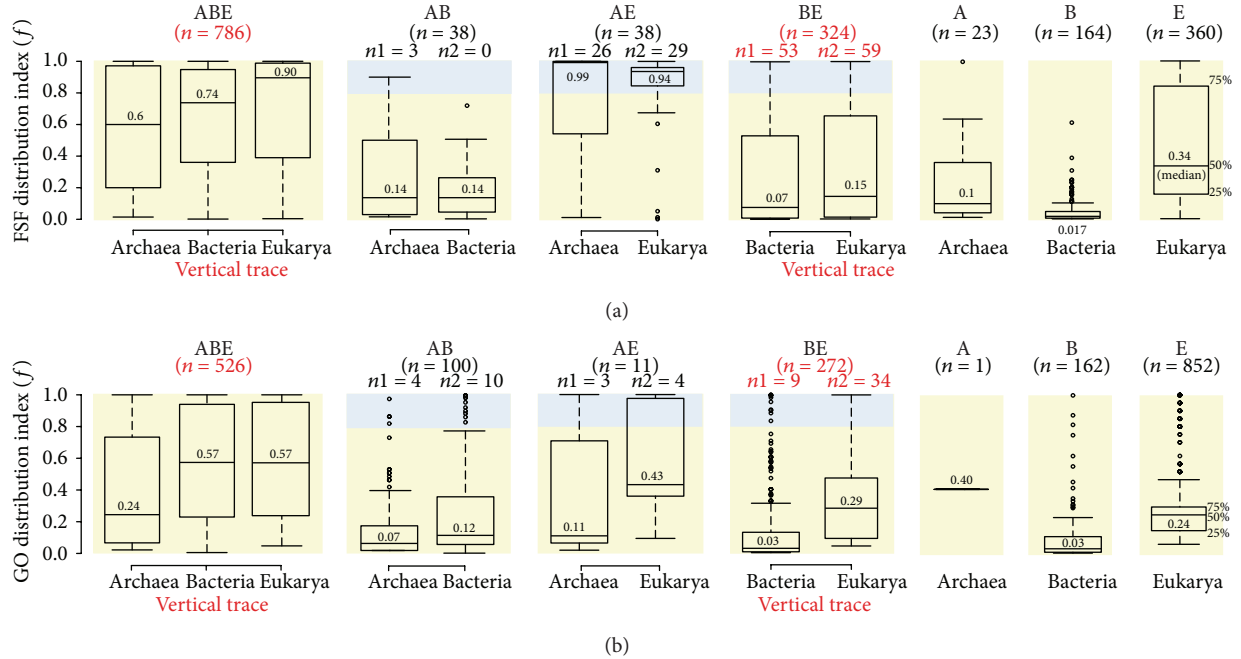 ABE AB AE BE A B E
(n = 786) (n = 38) (n = 38) (n = 324) (n = 23) (n = 164) (n = 360)
n1 = 3 n2 = 0 n1 = 26 n2 = 29 n1 = 53 n2 = 59
FSF distribution index (f)
1.0
0.8
0.6
0.4
0.2
0.0
0.6 0.74 0.90
0.14 0.14
0.99 0.94
0.07 0.15
0.1
0.017
0.34
(median)
75%
50%
25%
Archaea Bacteria Eukarya Archaea Bacteria Archaea Eukarya Bacteria Eukarya Archaea Bacteria Eukarya
Vertical trace Vertical trace
(a)
ABE AB AE BE A B E
(n = 526) (n = 100) (n = 11) (n = 272) (n = 1) (n = 162) (n = 852)
n1 = 4 n2 = 10 n1 = 3 n2 = 4 n1 = 9 n2 = 34
GO distribution index (f)
1.0
0.8
0.6
0.4
0.2
0.0
0.24 0.57 0.57
0.07 0.12
0.11 0.43
0.03 0.29
0.40
0.03
0.24
75%
50%
25%
Archaea Bacteria Eukarya Archaea Bacteria Archaea Eukarya Bacteria Eukarya Archaea Bacteria Eukarya
Vertical trace Vertical trace
(b)